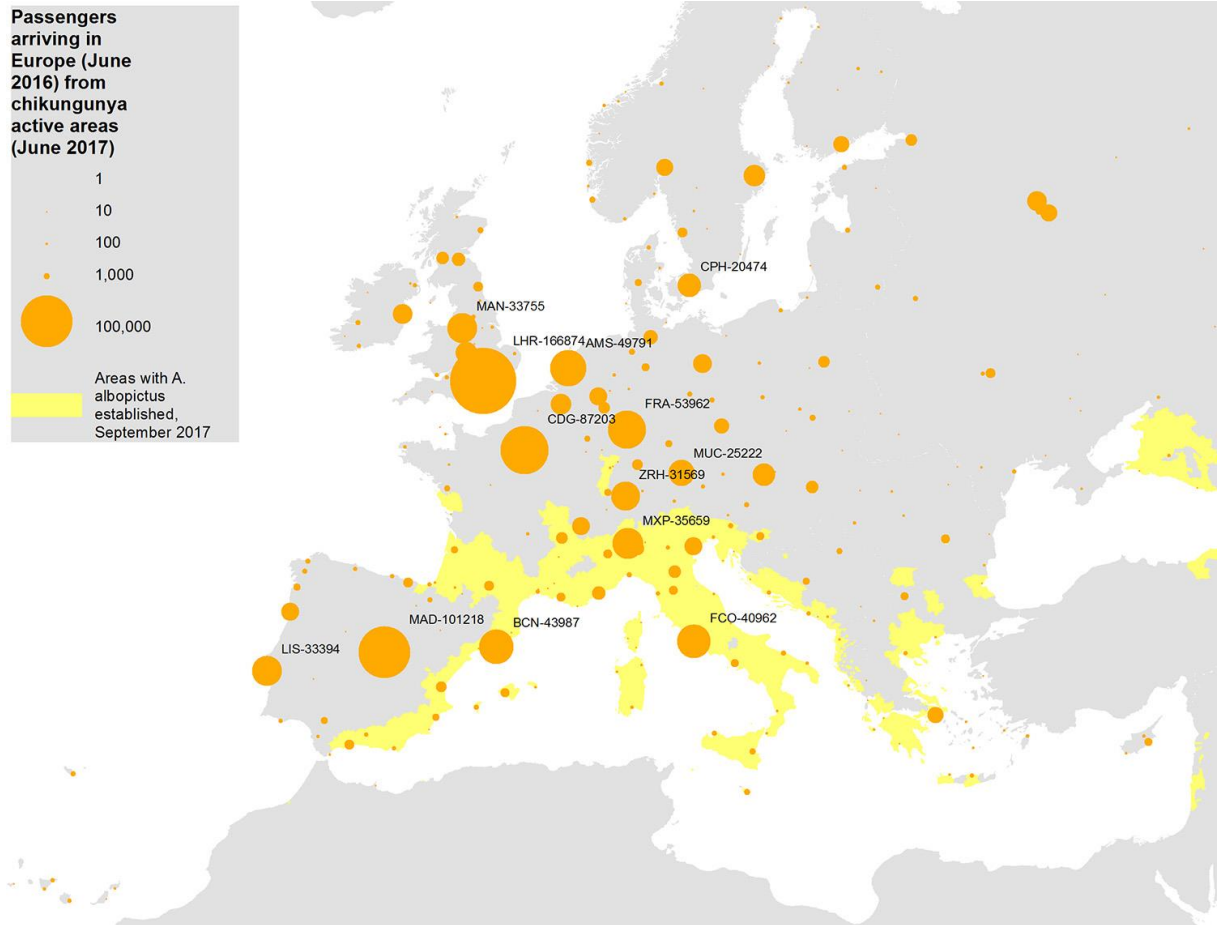 Passengers
arriving in
Europe (June
2016) from
chikungunya
active areas
(June 2017)
1
10
100
1,000
100,000
Areas with A.
albopictus
established,
September 2017
CPH-20474
MAN-33755
LHR-166874
AMS-49791
FRA-53962
CDG-87203
MUC-25222
ZRH-31569
MXP-35659
MAD-101218
BCN-43987
FCO-40962
LIS-33394